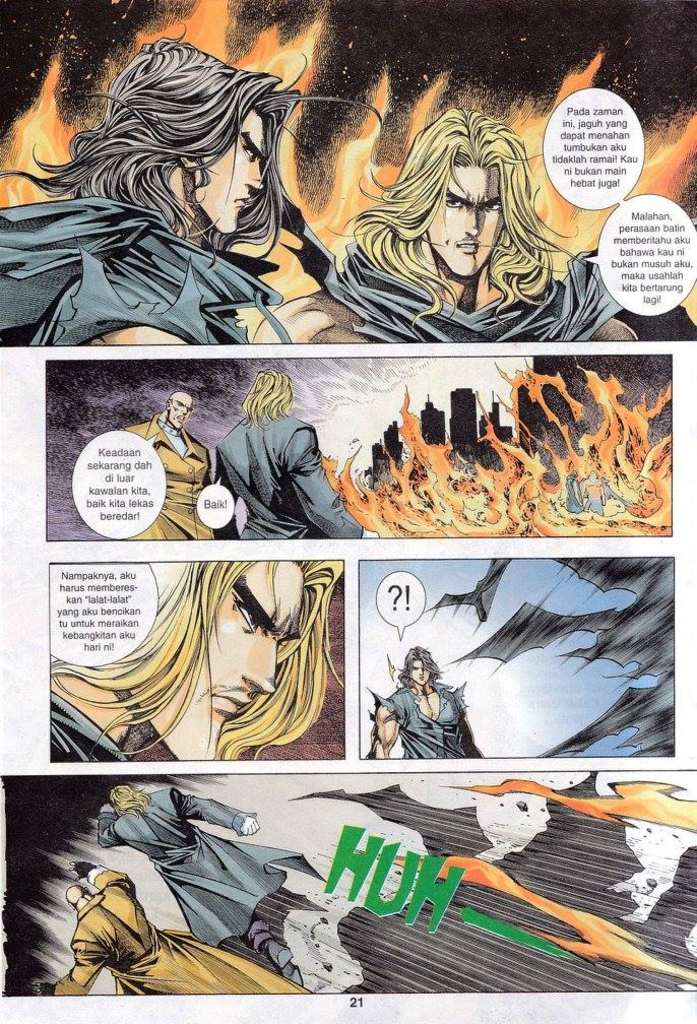 Pada zaman
ini, jaguh yang
dapat menahan
tumbukan aku
tidaklah ramai! Kau
ni bukan main
hebat juga!
Malahan,
perasaan batin
memberitahu aku
bahawa kau ni
bukan musuh aku,
maka usahlah
kita bertarung
lagi!
Keadaan
sekarang dah
di luar
kawalan kita,
baik kita lekas
beredar!
Baik!
Nampaknya, aku
harus memberes-
kan "lalat-lalat"
yang aku bencikan
tu untuk meraikan
kebangkitan aku
hari ni!
?!
HUH
21